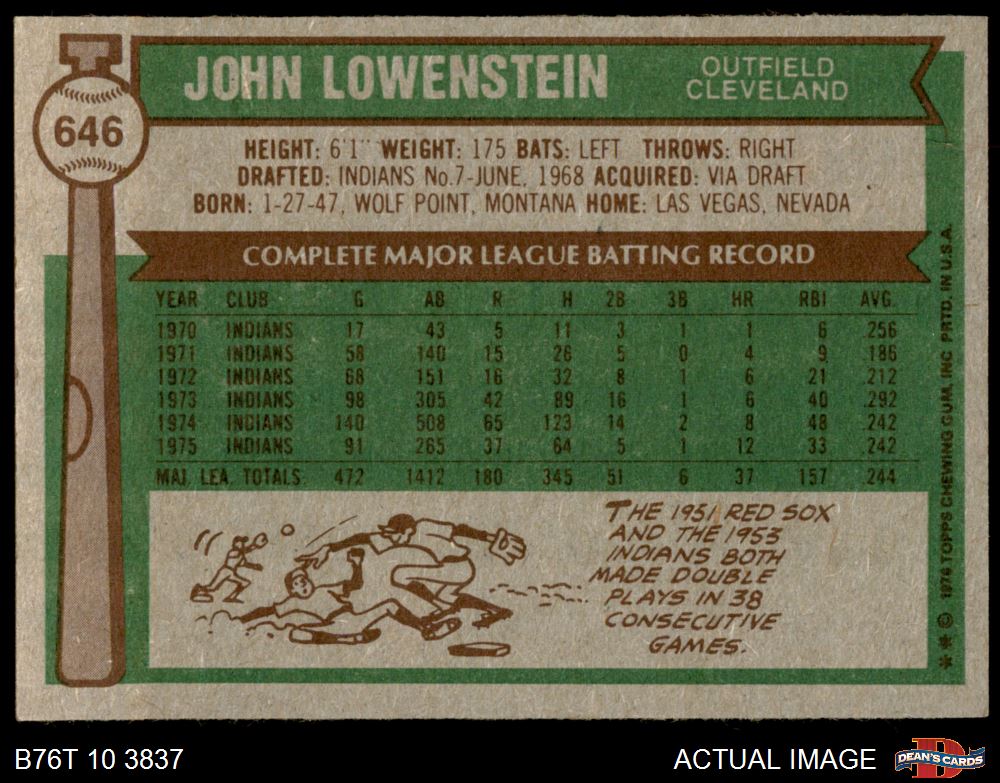 646
JOHN LOWENSTEIN
OUTFIELD
CLEVELAND
HEIGHT: 6'1" WEIGHT: 175 BATS: LEFT THROWS: RIGHT
DRAFTED: INDIANS No.7-JUNE, 1968 ACQUIRED: VIA DRAFT
BORN: 1-27-47, WOLF POINT, MONTANA HOME: LAS VEGAS, NEVADA
COMPLETE MAJOR LEAGUE BATTING RECORD
YEAR CLUB G AB R H 2B 3B HR RBI AVG.
1970 INDIANS 17 43 5 11 3 1 1 6 .256
1971 INDIANS 58 140 15 26 5 0 4 9 .186
1972 INDIANS 68 151 16 32 8 1 6 21 .212
1973 INDIANS 98 305 42 89 16 1 6 40 .292
1974 INDIANS 140 508 65 123 14 2 8 48 .242
1975 INDIANS 91 265 37 64 5 1 12 33 .242
MAJ. LEA. TOTALS 472 1412 180 345 51 6 37 157 .244
THE 1951 RED SOX
AND THE 1953
INDIANS BOTH
MADE DOUBLE
PLAYS IN 38
CONSECUTIVE
GAMES.
** © 1976 TOPPS CHEWING GUM, INC. PRTD. IN U.S.A.
B76T 10 3837
ACTUAL IMAGE
D
DEAN'S CARDS